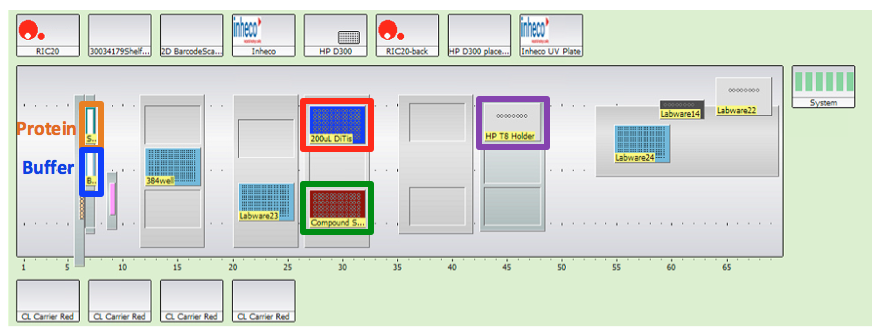 RIC20
30034179Shelf...
2D BarcodeSca...
inheco
Inheco
HP D300
RIC20-back
HP D300 place...
inheco
Inheco UV Plate
System
Protein
S...
Buffer
B...
384well
Labware23
200uL DiTis
Compound S...
HP T8 Holder
Labware14
Labware22
Labware24
1 5 10 15 20 25 30 35 40 45 50 55 60 65
CL Carrier Red
CL Carrier Red
CL Carrier Red
CL Carrier Red